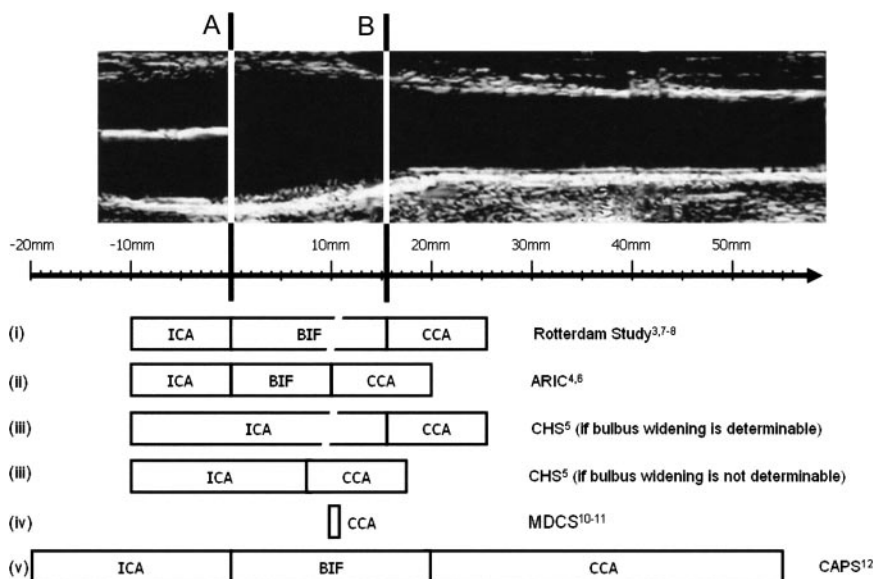 A B
-20mm -10mm 10mm 20mm 30mm 40mm 50mm
(i) ICA BIF CCA Rotterdam Study3,7-8
(ii) ICA BIF CCA ARIC4,6
(iii) ICA CCA CHS5 (if bulbus widening is determinable)
(iii) ICA CCA CHS5 (if bulbus widening is not determinable)
(iv) CCA MDCS10-11
(v) ICA BIF CCA CAPS12